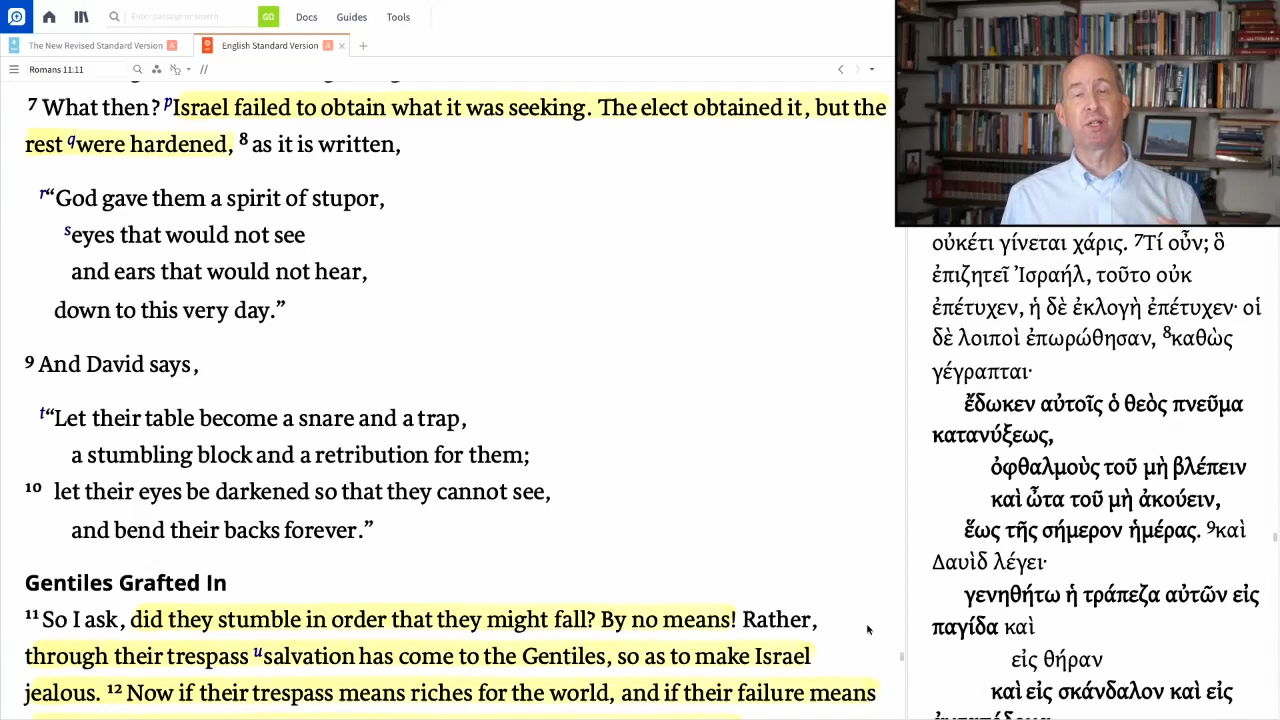 Enter passage or search
GO
Docs
Guides
Tools
The New Revised Standard Version A
English Standard Version A
Romans 11:11
7 What then? pIsrael failed to obtain what it was seeking. The elect obtained it, but the
rest qwere hardened, 8 as it is written,
r“God gave them a spirit of stupor,
seyes that would not see
and ears that would not hear,
down to this very day.”
9 And David says,
t“Let their table become a snare and a trap,
a stumbling block and a retribution for them;
10 let their eyes be darkened so that they cannot see,
and bend their backs forever.”
Gentiles Grafted In
11 So I ask, did they stumble in order that they might fall? By no means! Rather,
through their trespass usalvation has come to the Gentiles, so as to make Israel
jealous. 12 Now if their trespass means riches for the world, and if their failure means
οὐκέτι γίνεται χάρις. 7Τί οὖν; ὃ
ἐπιζητεῖ Ἰσραήλ, τοῦτο οὐκ
ἐπέτυχεν, ἡ δὲ ἐκλογὴ ἐπέτυχεν· οἱ
δὲ λοιποὶ ἐπωρώθησαν, 8καθὼς
γέγραπται·
ἔδωκεν αὐτοῖς ὁ θεὸς πνεῦμα
κατανύξεως,
ὀφθαλμοὺς τοῦ μὴ βλέπειν
καὶ ὦτα τοῦ μὴ ἀκούειν,
ἕως τῆς σήμερον ἡμέρας. 9καὶ
Δαυὶδ λέγει·
γενηθήτω ἡ τράπεζα αὐτῶν εἰς
παγίδα καὶ
εἰς θήραν
καὶ εἰς σκάνδαλον καὶ εἰς